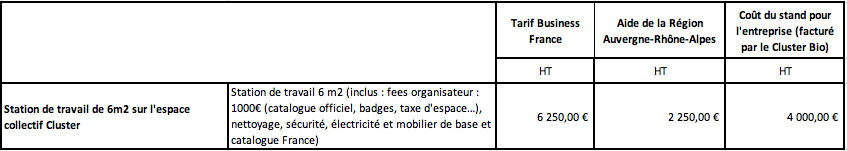 Tarif Business
France
Aide de la Région
Auvergne-Rhône-Alpes
Coût du stand pour
l'entreprise (facturé
par le Cluster Bio)
HT
HT
HT
Station de travail de 6m2 sur l'espace
collectif Cluster
Station de travail 6 m2 (inclus : fees organisateur :
1000€ (catalogue officiel, badges, taxe d'espace...),
nettoyage, sécurité, électricité et mobilier de base et
catalogue France)
6 250,00 €
2 250,00 €
4 000,00 €